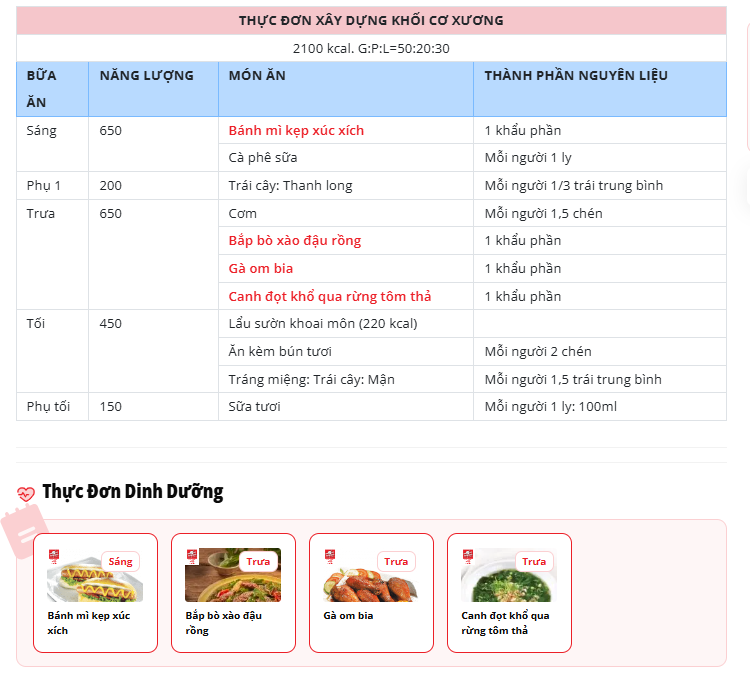 THỰC ĐƠN XÂY DỰNG KHỐI CƠ XƯƠNG
2100 kcal. G:P:L=50:20:30
BỮA ĂN	NĂNG LƯỢNG	MÓN ĂN	THÀNH PHẦN NGUYÊN LIỆU
Sáng	650	Bánh mì kẹp xúc xích	1 khẩu phần
Cà phê sữa	Mỗi người 1 ly
Phụ 1	200	Trái cây: Thanh long	Mỗi người 1/3 trái trung bình
Trưa	650	Cơm	Mỗi người 1,5 chén
Bắp bò xào đậu rồng	1 khẩu phần
Gà om bia	1 khẩu phần
Canh đọt khổ qua rừng tôm thả	1 khẩu phần
Tối	450	Lẩu sườn khoai môn (220 kcal)
Ăn kèm bún tươi	Mỗi người 2 chén
Tráng miệng: Trái cây: Mận	Mỗi người 1,5 trái trung bình
Phụ tối	150	Sữa tươi	Mỗi người 1 ly: 100ml
Thực Đơn Dinh Dưỡng
Sáng
Bánh mì kẹp xúc
xích
Trưa
Bắp bò xào đậu
rồng
Trưa
Gà om bia
Trưa
Canh đọt khổ qua
rừng tôm thả